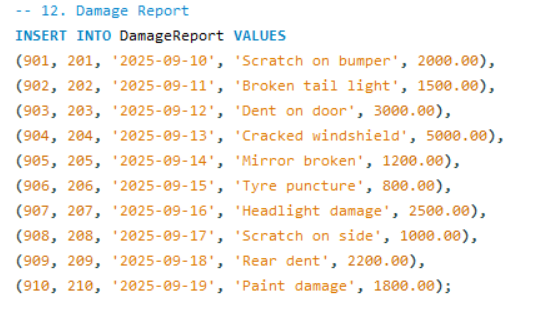 -- 12. Damage Report
INSERT INTO DamageReport VALUES
(901, 201, '2025-09-10', 'Scratch on bumper', 2000.00),
(902, 202, '2025-09-11', 'Broken tail light', 1500.00),
(903, 203, '2025-09-12', 'Dent on door', 3000.00),
(904, 204, '2025-09-13', 'Cracked windshield', 5000.00),
(905, 205, '2025-09-14', 'Mirror broken', 1200.00),
(906, 206, '2025-09-15', 'Tyre puncture', 800.00),
(907, 207, '2025-09-16', 'Headlight damage', 2500.00),
(908, 208, '2025-09-17', 'Scratch on side', 1000.00),
(909, 209, '2025-09-18', 'Rear dent', 2200.00),
(910, 210, '2025-09-19', 'Paint damage', 1800.00);